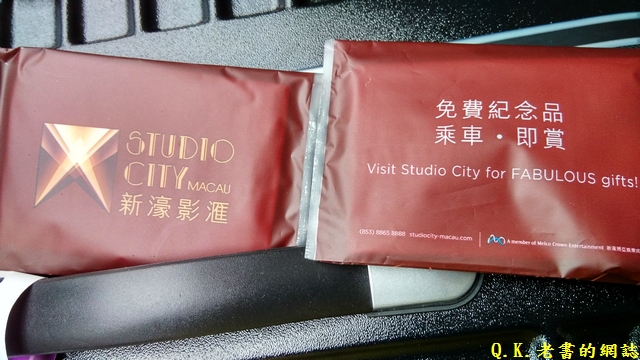 STUDIO
CITY MACAU
新濠影滙
免費紀念品
乘車・即賞
Visit Studio City for FABULOUS gifts!
(853) 8865 8888 studiocity-macau.com
A member of Melco Crown Entertainment
Q.K.老書的網誌